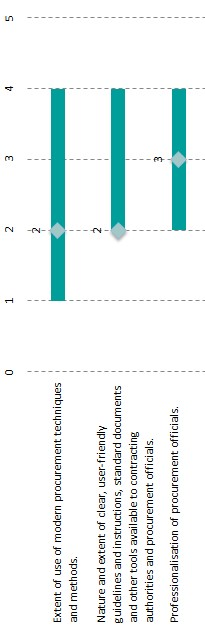 5
4
3
2
1
0
2
2
3
Extent of use of modern procurement techniques
and methods.
Nature and extent of clear, user-friendly
guidelines and instructions, standard documents
and other tools available to contracting
authorities and procurement officials.
Professionalisation of procurement officials.